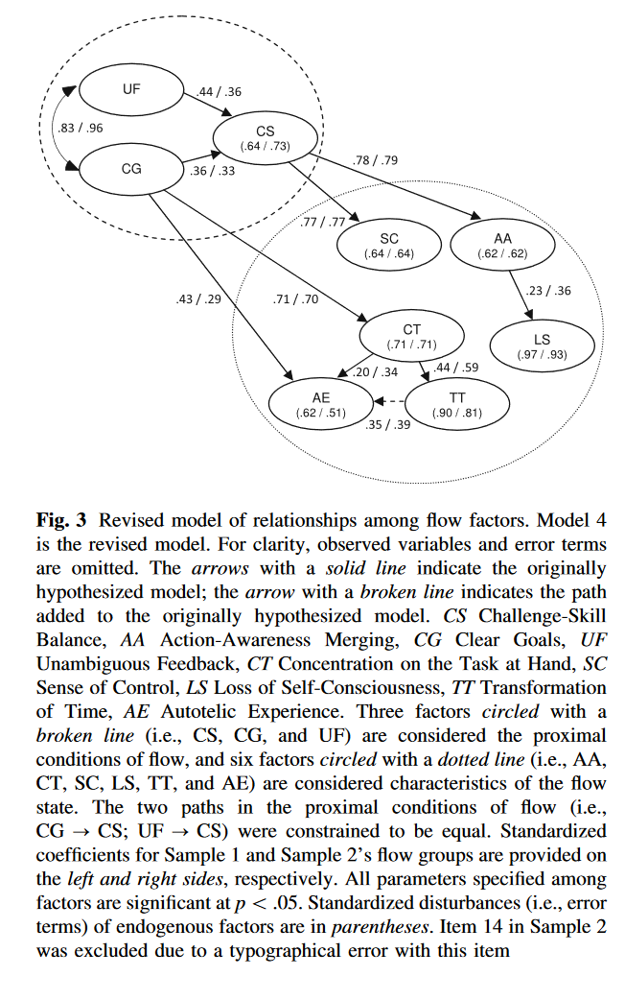 UF
.44 / .36
CS
(.64 / .73)
.83 / .96
CG
.36 / .33
.78 / .79
.77 / .77
SC
(.64 / .64)
AA
(.62 / .62)
.43 / .29
.71 / .70
.23 / .36
CT
(.71 / .71)
LS
(.97 / .93)
.20 / .34
.44 / .59
AE
(.62 / .51)
TT
(.90 / .81)
.35 / .39
Fig. 3 Revised model of relationships among flow factors. Model 4
is the revised model. For clarity, observed variables and error terms
are omitted. The arrows with a solid line indicate the originally
hypothesized model; the arrow with a broken line indicates the path
added to the originally hypothesized model. CS Challenge-Skill
Balance, AA Action-Awareness Merging, CG Clear Goals, UF
Unambiguous Feedback, CT Concentration on the Task at Hand, SC
Sense of Control, LS Loss of Self-Consciousness, TT Transformation
of Time, AE Autotelic Experience. Three factors circled with a
broken line (i.e., CS, CG, and UF) are considered the proximal
conditions of flow, and six factors circled with a dotted line (i.e., AA,
CT, SC, LS, TT, and AE) are considered characteristics of the flow
state. The two paths in the proximal conditions of flow (i.e.,
CG → CS; UF → CS) were constrained to be equal. Standardized
coefficients for Sample 1 and Sample 2's flow groups are provided on
the left and right sides, respectively. All parameters specified among
factors are significant at p < .05. Standardized disturbances (i.e., error
terms) of endogenous factors are in parentheses. Item 14 in Sample 2
was excluded due to a typographical error with this item